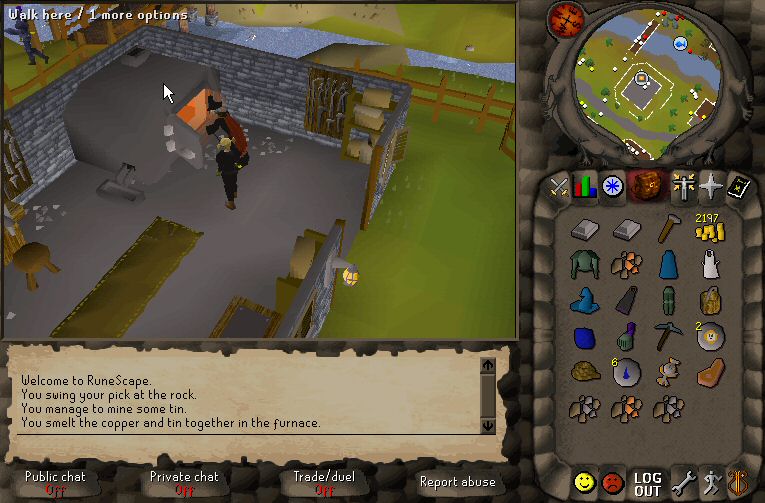 Walk here / 1 more options
2197
2
6
Welcome to RuneScape.
You swing your pick at the rock.
You manage to mine some tin.
You smelt the copper and tin together in the furnace.
Public chat
Off
Private chat
Off
Trade/duel
Off
Report abuse
LOG
OUT